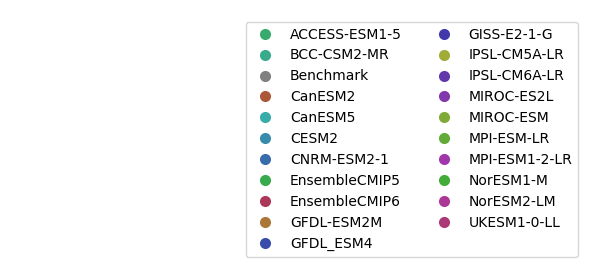 ACCESS-ESM1-5
BCC-CSM2-MR
Benchmark
CanESM2
CanESM5
CESM2
CNRM-ESM2-1
EnsembleCMIP5
EnsembleCMIP6
GFDL-ESM2M
GFDL_ESM4
GISS-E2-1-G
IPSL-CM5A-LR
IPSL-CM6A-LR
MIROC-ES2L
MIROC-ESM
MPI-ESM-LR
MPI-ESM1-2-LR
NorESM1-M
NorESM2-LM
UKESM1-0-LL